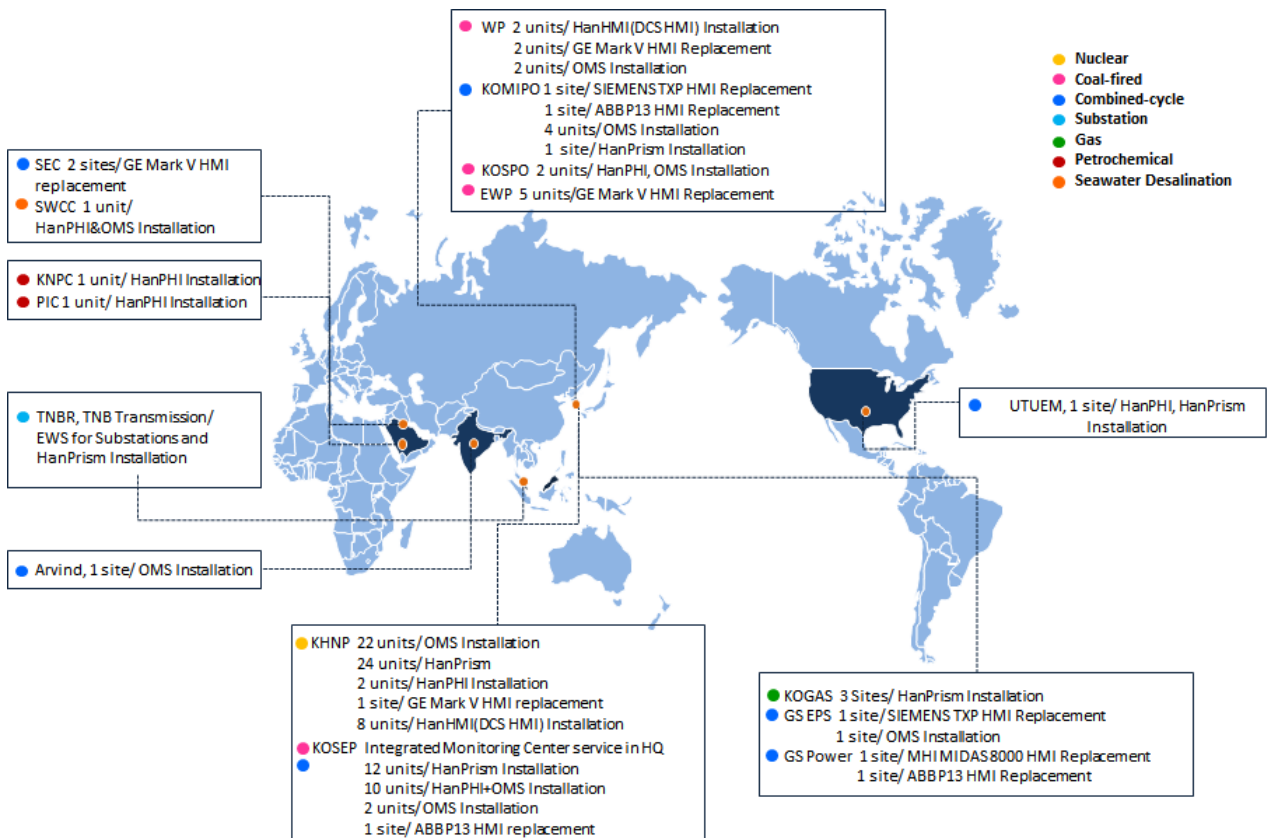 WP 2 units/ HanHMI(DCS HMI) Installation
2 units/ GE Mark V HMI Replacement
2 units/ OMS Installation
KOMIPO 1 site/ SIEMENS TXP HMI Replacement
1 site/ ABBP13 HMI Replacement
4 units/ OMS Installation
1 site/ HanPrism Installation
KOSPO 2 units/ HanPHI, OMS Installation
EWP 5 units/GE Mark V HMI Replacement
Nuclear
Coal-fired
Combined-cycle
Substation
Gas
Petrochemical
Seawater Desalination
SEC 2 sites/ GE Mark V HMI
replacement
SWCC 1 unit/
HanPHI&OMS Installation
KNPC 1 unit/ HanPHI Installation
PIC 1 unit/ HanPHI Installation
TNBR, TNB Transmission/
EWS for Substations and
HanPrism Installation
UTUEM, 1 site/ HanPHI, HanPrism
Installation
Arvind, 1 site/ OMS Installation
KHNP 22 units/ OMS Installation
24 units/ HanPrism
2 units/ HanPHI Installation
1 site/ GE Mark V HMI replacement
8 units/ HanHMI(DCS HMI) Installation
KOSEP Integrated Monitoring Center service in HQ
12 units/ HanPrism Installation
10 units/ HanPHI+OMS Installation
2 units/ OMS Installation
1 site/ ABBP13 HMI replacement
KOGAS 3 Sites/ HanPrism Installation
GS EPS 1 site/ SIEMENS TXP HMI Replacement
1 site/ OMS Installation
GS Power 1 site/ MHI MIDAS8000 HMI Replacement
1 site/ ABBP13 HMI Replacement